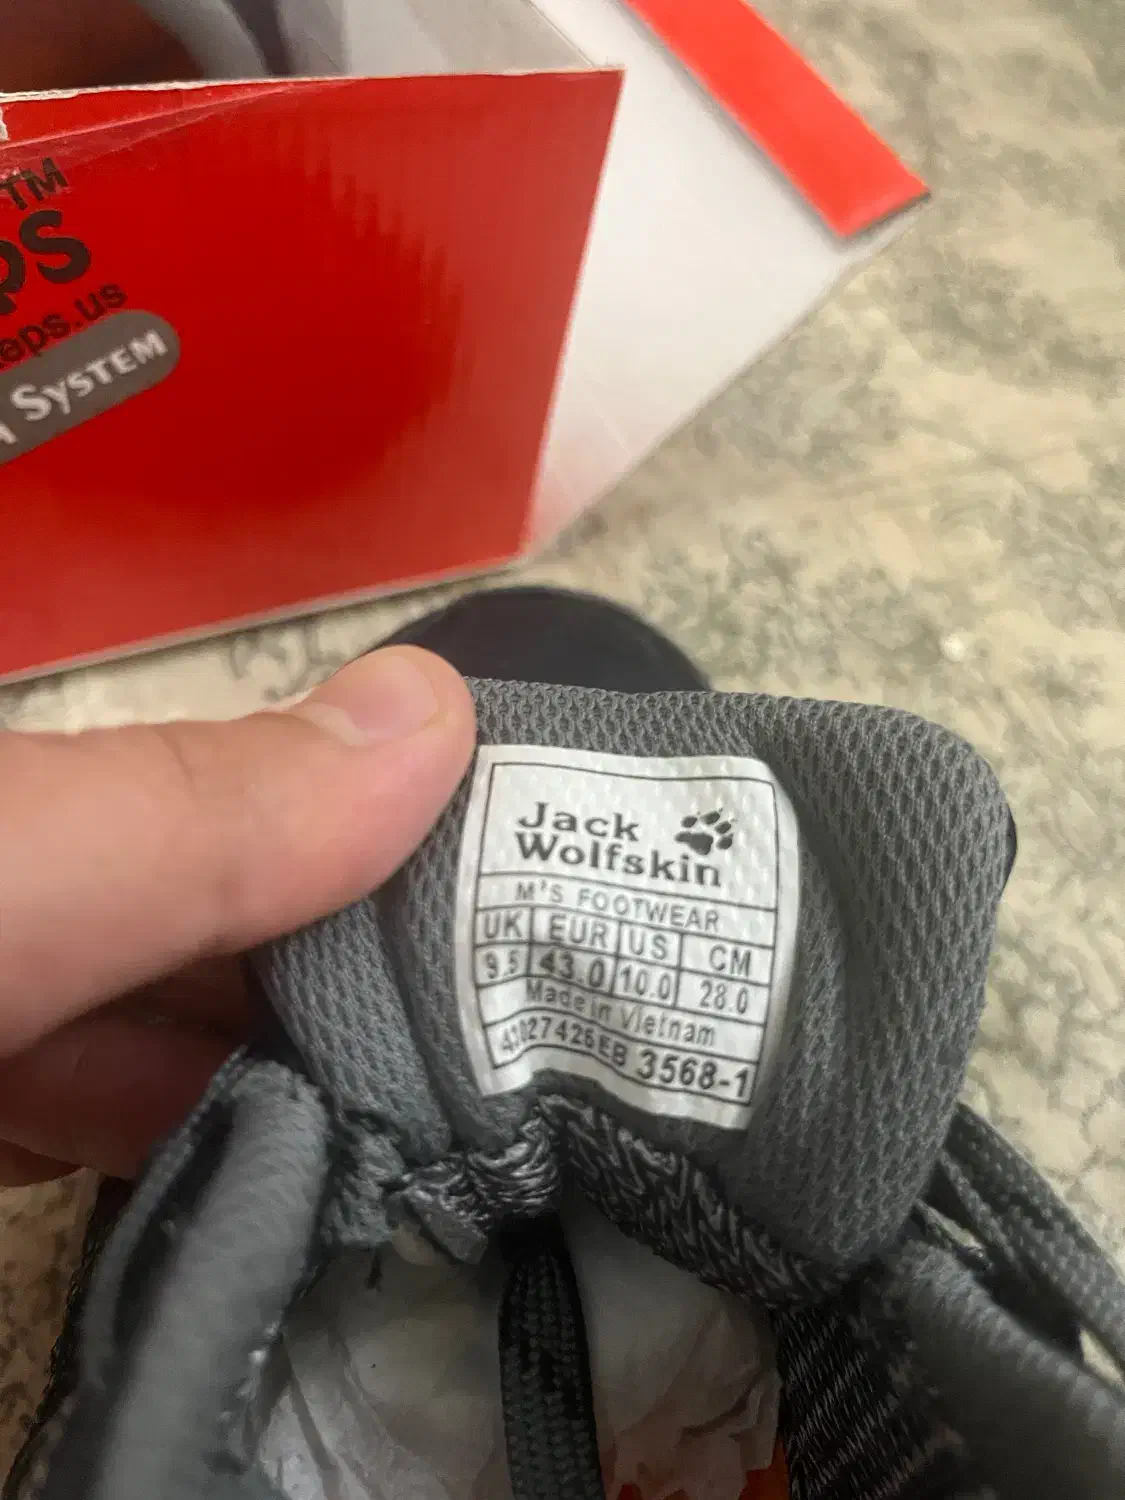 TM
ps
eps.us
SYSTEM
Jack
Wolfskin
M'S FOOTWEAR
UK EUR US CM
9.5 43.0 10.0 28.0
Made in Vietnam
3568-1